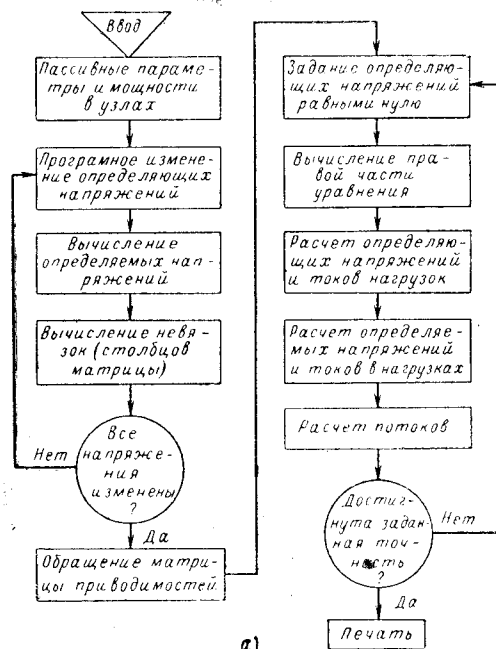 Ввод
Пассивные параме-
тры и мощности
в узлах
Програмное измене-
ние определяющих
напряжений
Вычисление
определяемых нап-
ряжений
Вычисление невя-
зок (столбцов
матрицы)
Нет
Все
напряже-
ния
изменены
?
Да
Обращение матри-
цы приводимостей
Задание определяю-
щих напряжений
равными нулю
Вычисление пра-
вой части
уравнения
Расчет определяю-
щих напряжений
и токов нагрузок
Расчет определяе-
мых напряжений
и токов в нагрузках
Расчет потоков
Достиг-
нута задан-
ная точ-
ность
?
Нет
Да
Печать
а)